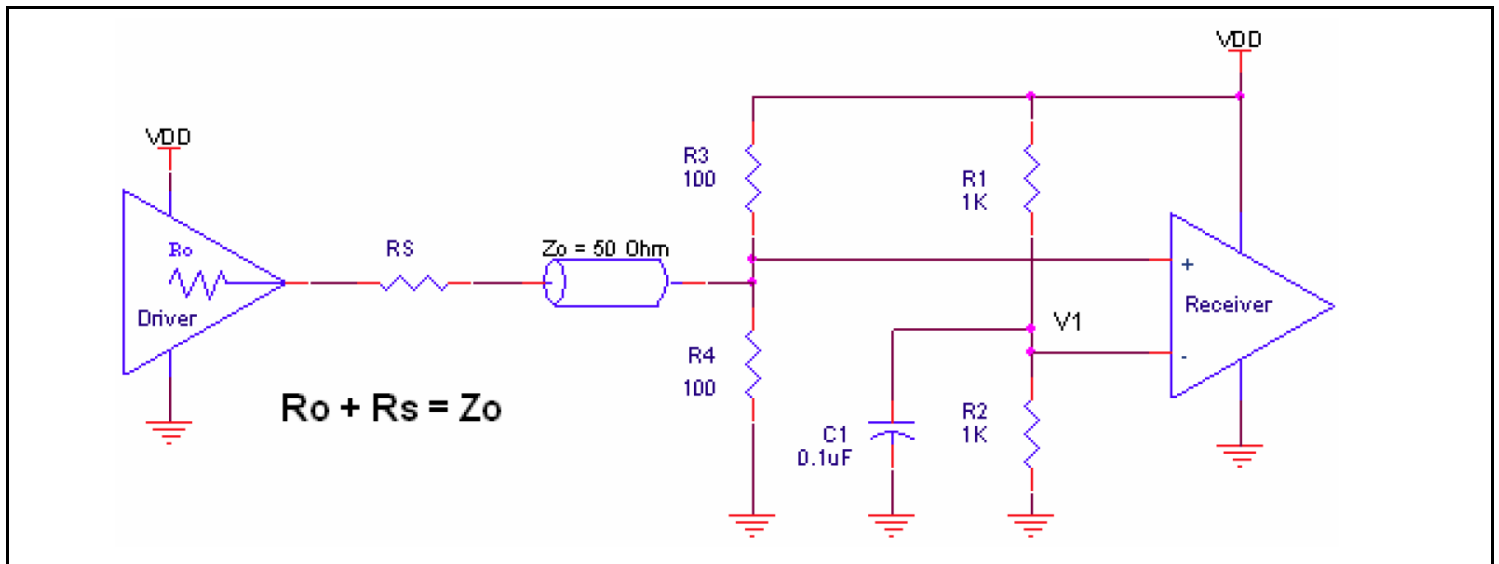 VDD
VDD
R3
100
R1
1K
Ro
RS
Zo = 50 Ohm
+
Driver
Receiver
V1
-
R4
100
Ro + Rs = Zo
C1
0.1uF
R2
1K